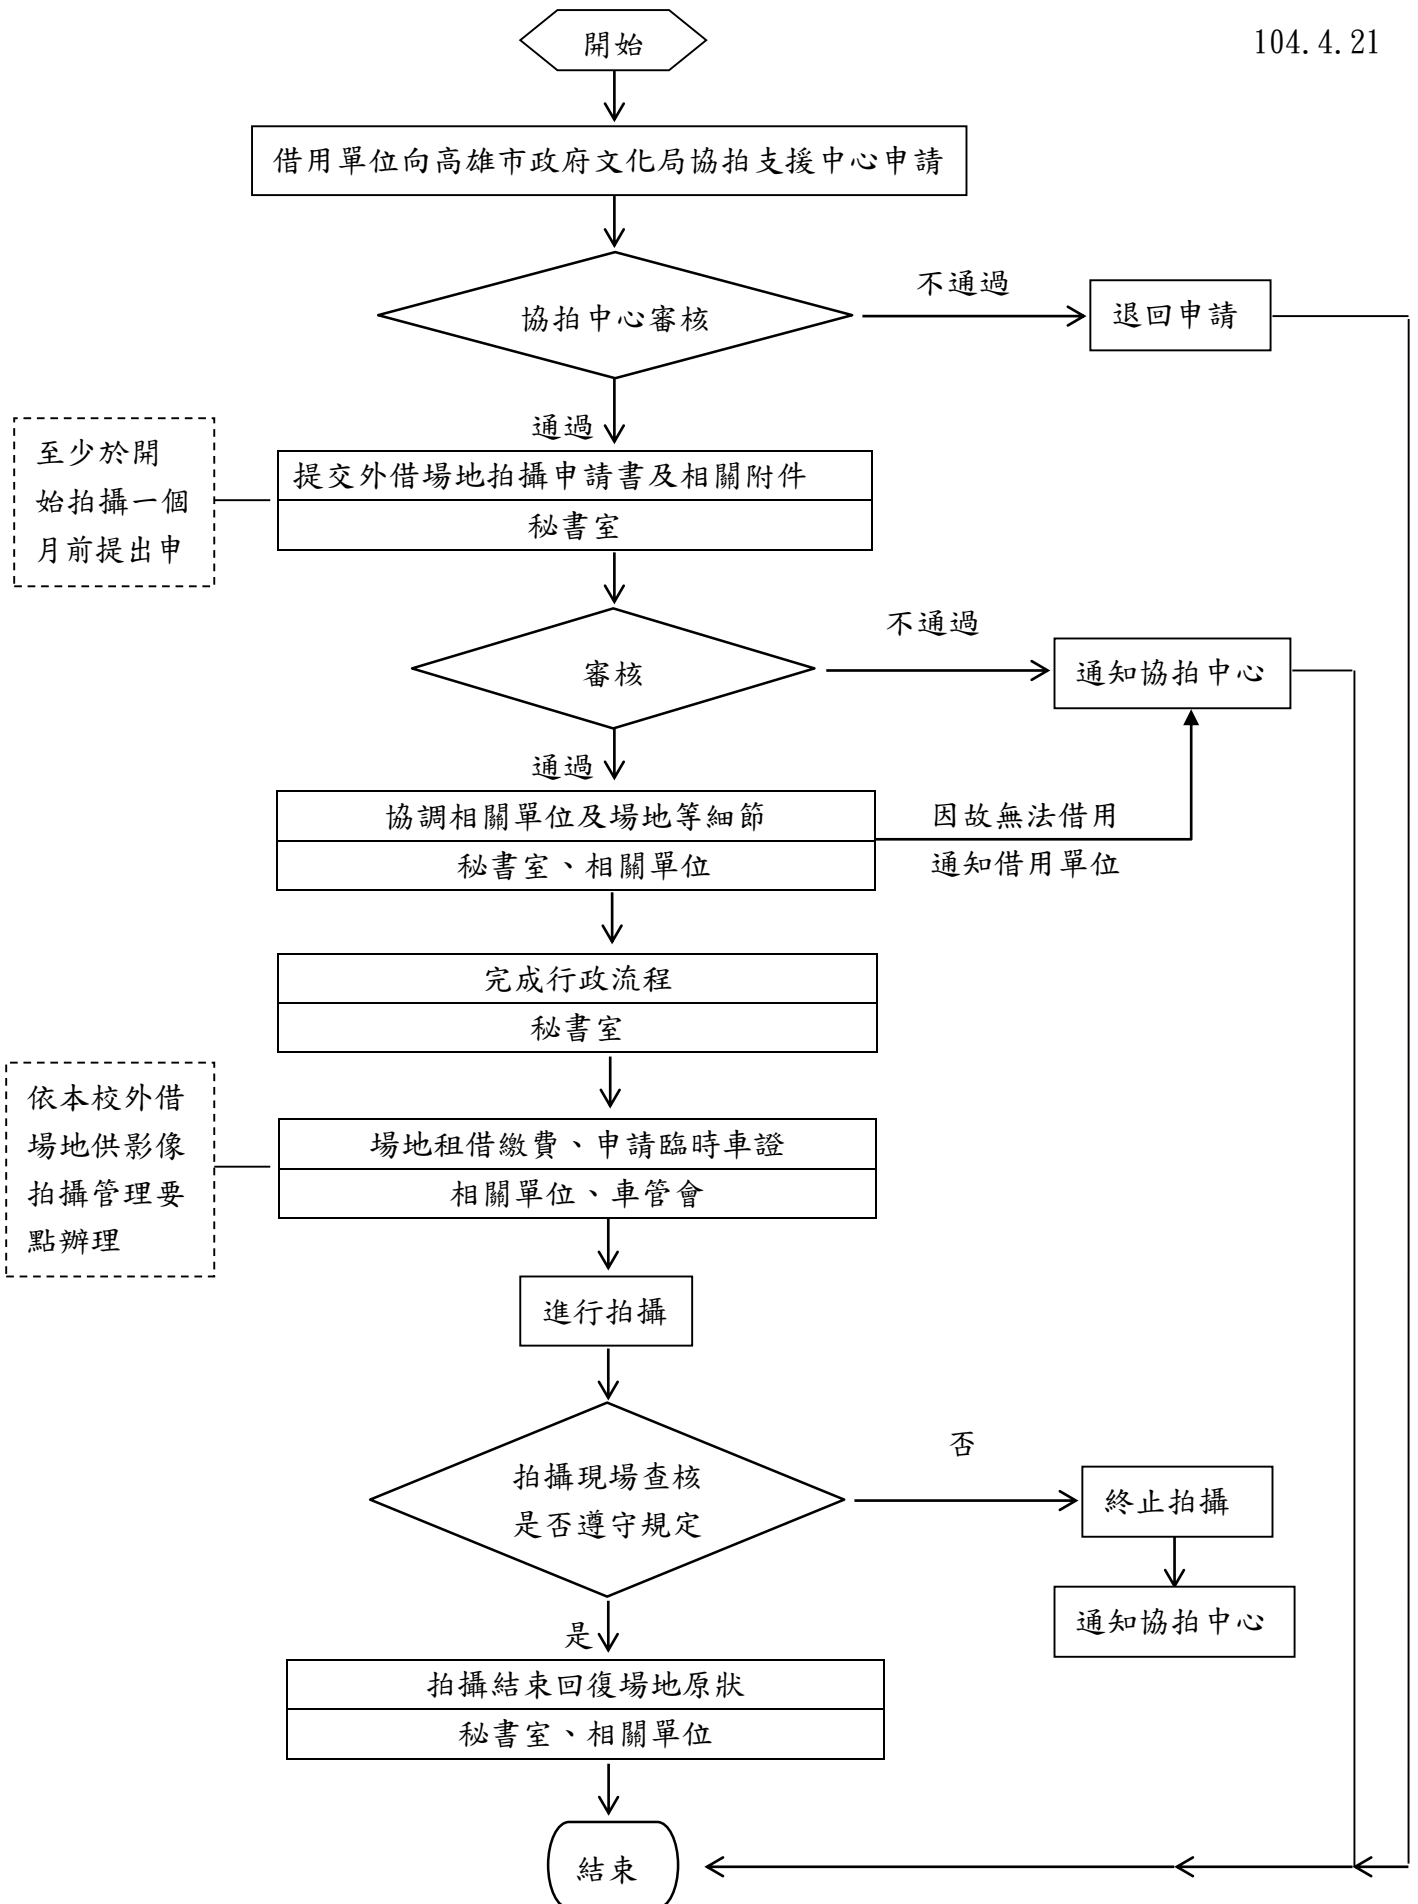 104.4.21
開始
借用單位向高雄市政府文化局協拍支援中心申請
協拍中心審核
不通過
退回申請
通過
至少於開
始拍攝一個
月前提出申
提交外借場地拍攝申請書及相關附件
秘書室
審核
不通過
通知協拍中心
通過
協調相關單位及場地等細節
秘書室、相關單位
因故無法借用
通知借用單位
完成行政流程
秘書室
依本校外借
場地供影像
拍攝管理要
點辦理
場地租借繳費、申請臨時車證
相關單位、車管會
進行拍攝
拍攝現場查核
是否遵守規定
否
終止拍攝
通知協拍中心
是
拍攝結束回復場地原狀
秘書室、相關單位
結束